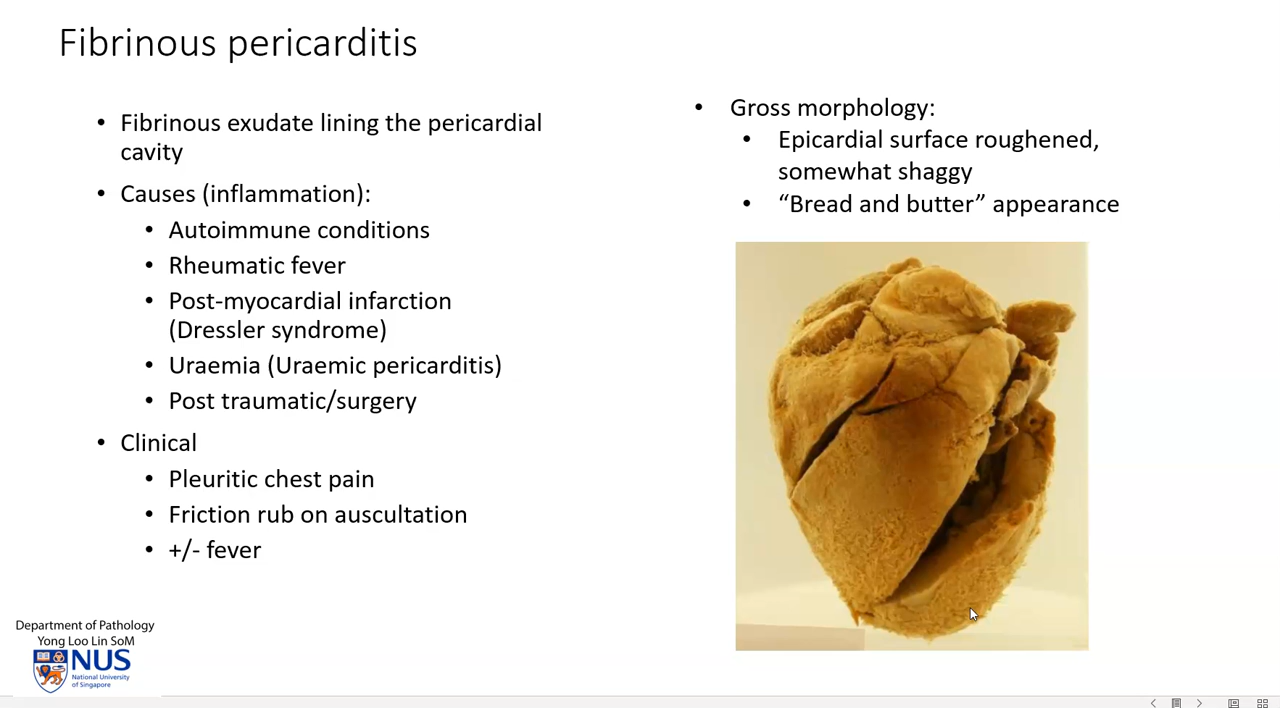 Fibrinous pericarditis
• Fibrinous exudate lining the pericardial
cavity
• Causes (inflammation):
• Autoimmune conditions
• Rheumatic fever
• Post-myocardial infarction
(Dressler syndrome)
• Uraemia (Uraemic pericarditis)
• Post traumatic/surgery
• Clinical
• Pleuritic chest pain
• Friction rub on auscultation
• +/- fever
• Gross morphology:
• Epicardial surface roughened,
somewhat shaggy
• “Bread and butter” appearance
Department of Pathology
Yong Loo Lin SoM
NUS
National University
of Singapore